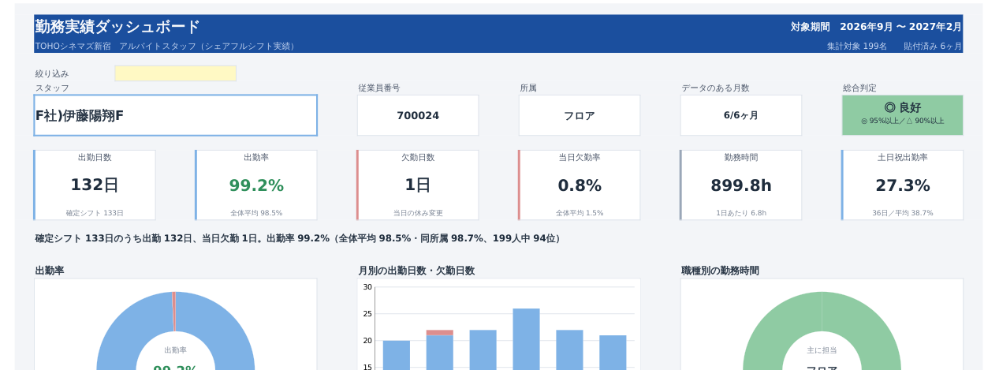 勤務実績ダッシュボード
対象期間　2026年9月 〜 2027年2月
TOHOシネマズ新宿　アルバイトスタッフ（シェアフルシフト実績）
集計対象 199名　　貼付済み 6ヶ月
絞り込み
スタッフ
従業員番号
所属
データのある月数
総合判定
F社)伊藤陽翔F
700024
フロア
6/6ヶ月
◎ 良好
◎ 95%以上／△ 90%以上
出勤日数
出勤率
欠勤日数
当日欠勤率
勤務時間
土日祝出勤率
132日
99.2%
1日
0.8%
899.8h
27.3%
確定シフト 133日
全体平均 98.5%
当日の休み変更
全体平均 1.5%
1日あたり 6.8h
36日／平均 38.7%
確定シフト 133日のうち出勤 132日、当日欠勤 1日。出勤率 99.2%（全体平均 98.5%・同所属 98.7%、199人中 94位）
出勤率
月別の出勤日数・欠勤日数
職種別の勤務時間
30
25
20
15
出勤率
99.2%
主に担当
フロア